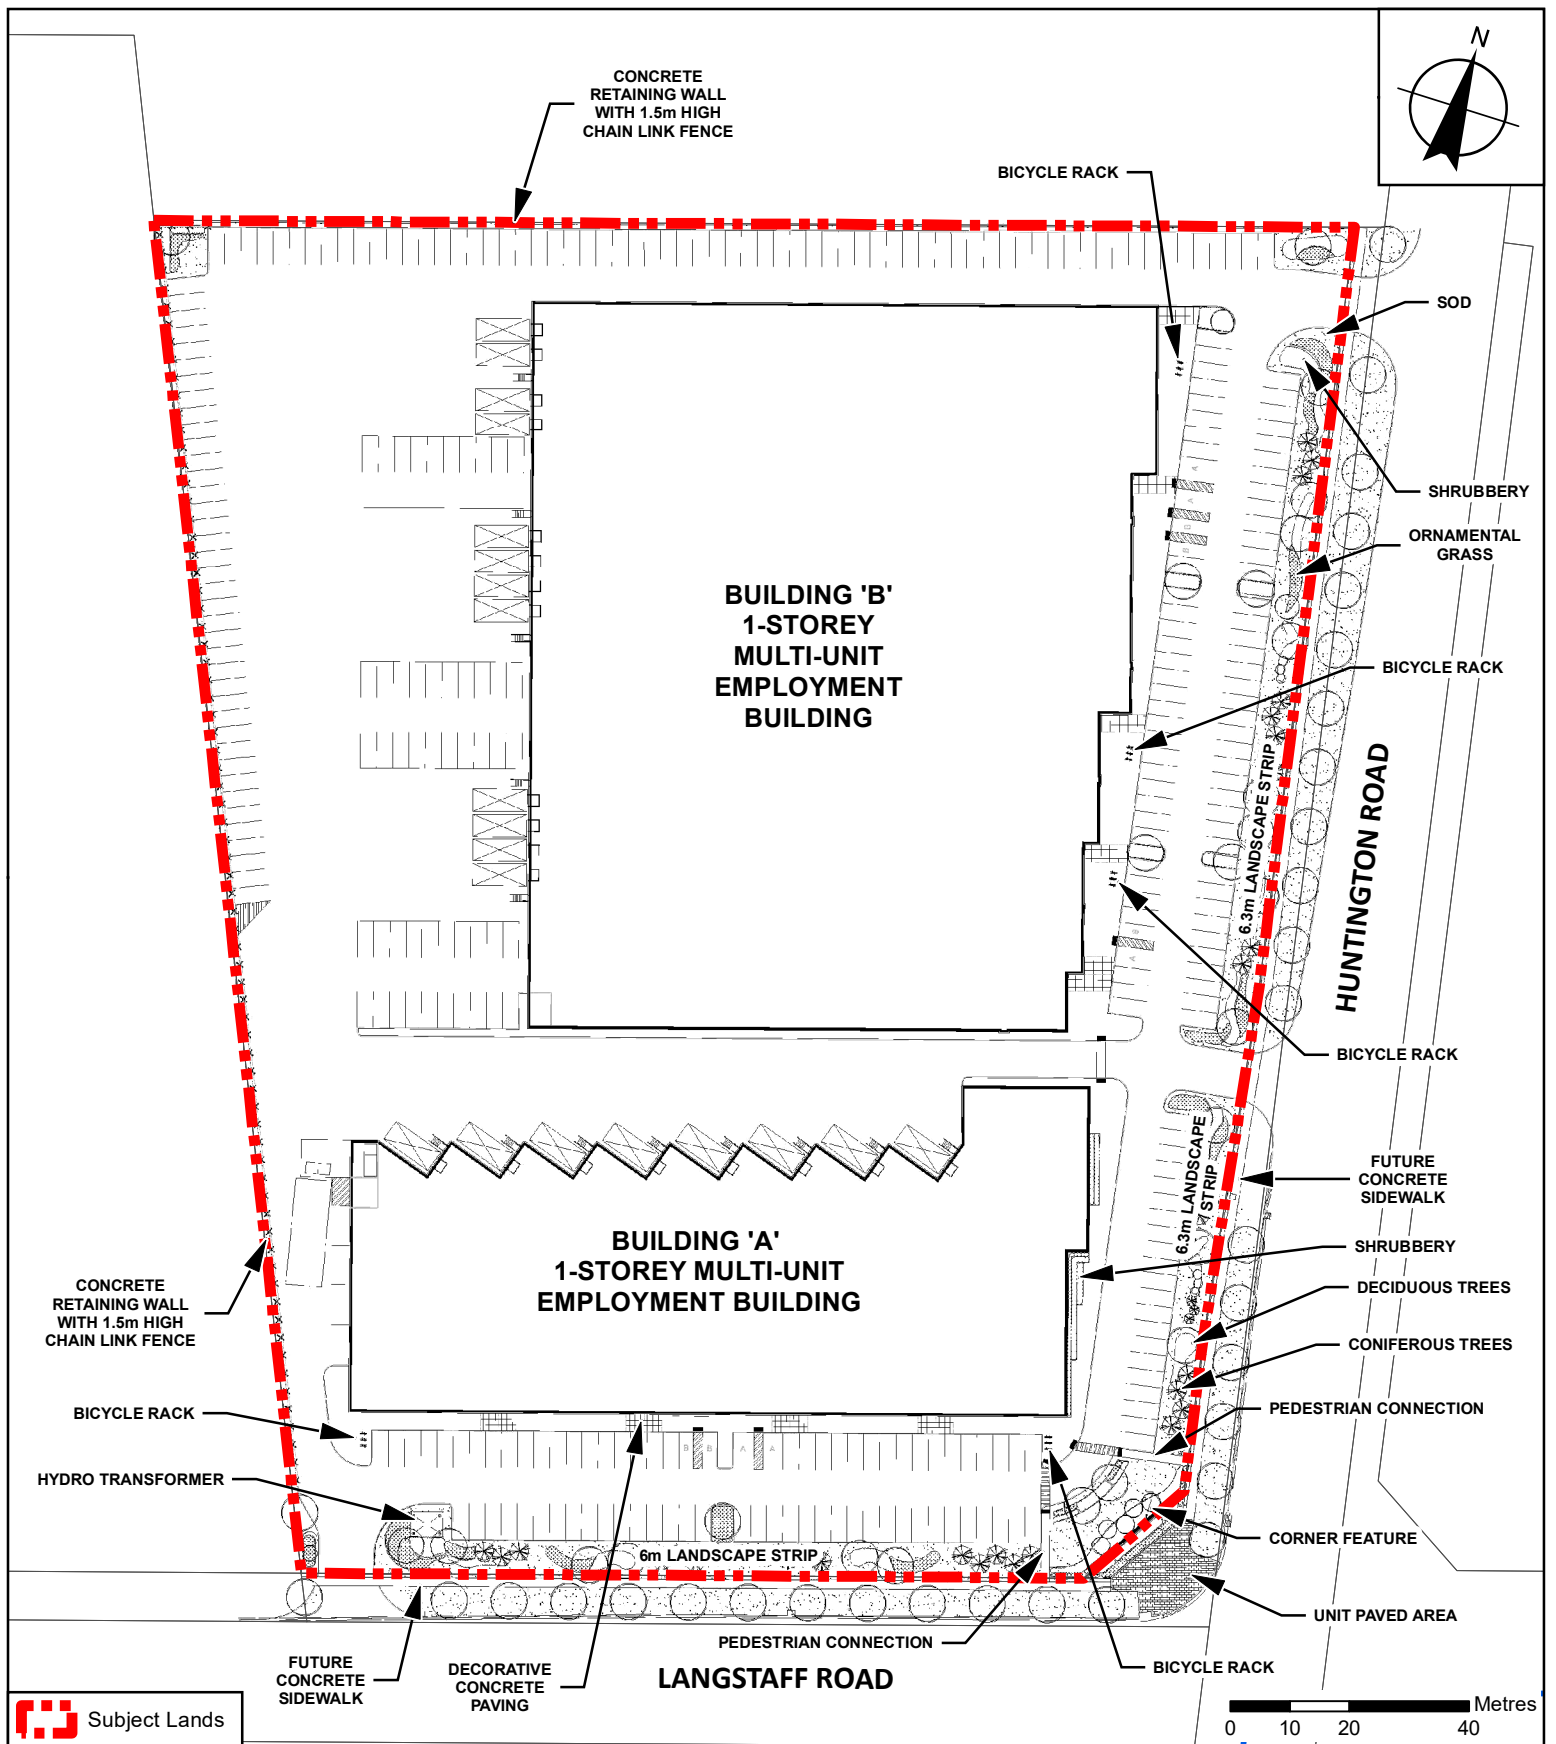 N
CONCRETE
RETAINING WALL
WITH 1.5m HIGH
CHAIN LINK FENCE
BICYCLE RACK
SOD
SHRUBBERY
ORNAMENTAL
GRASS
BUILDING 'B'
1-STOREY
MULTI-UNIT
EMPLOYMENT
BUILDING
BICYCLE RACK
6.3m LANDSCAPE STRIP
HUNTINGTON ROAD
BICYCLE RACK
6.3m LANDSCAPE
STRIP
FUTURE
CONCRETE
SIDEWALK
BUILDING 'A'
1-STOREY MULTI-UNIT
EMPLOYMENT BUILDING
SHRUBBERY
DECIDUOUS TREES
CONIFEROUS TREES
CONCRETE
RETAINING WALL
WITH 1.5m HIGH
CHAIN LINK FENCE
BICYCLE RACK
PEDESTRIAN CONNECTION
HYDRO TRANSFORMER
B B A A
CORNER FEATURE
6m LANDSCAPE STRIP
UNIT PAVED AREA
PEDESTRIAN CONNECTION
BICYCLE RACK
FUTURE
CONCRETE
SIDEWALK
DECORATIVE
CONCRETE
PAVING
LANGSTAFF ROAD
Subject Lands
Metres
0 10 20 40